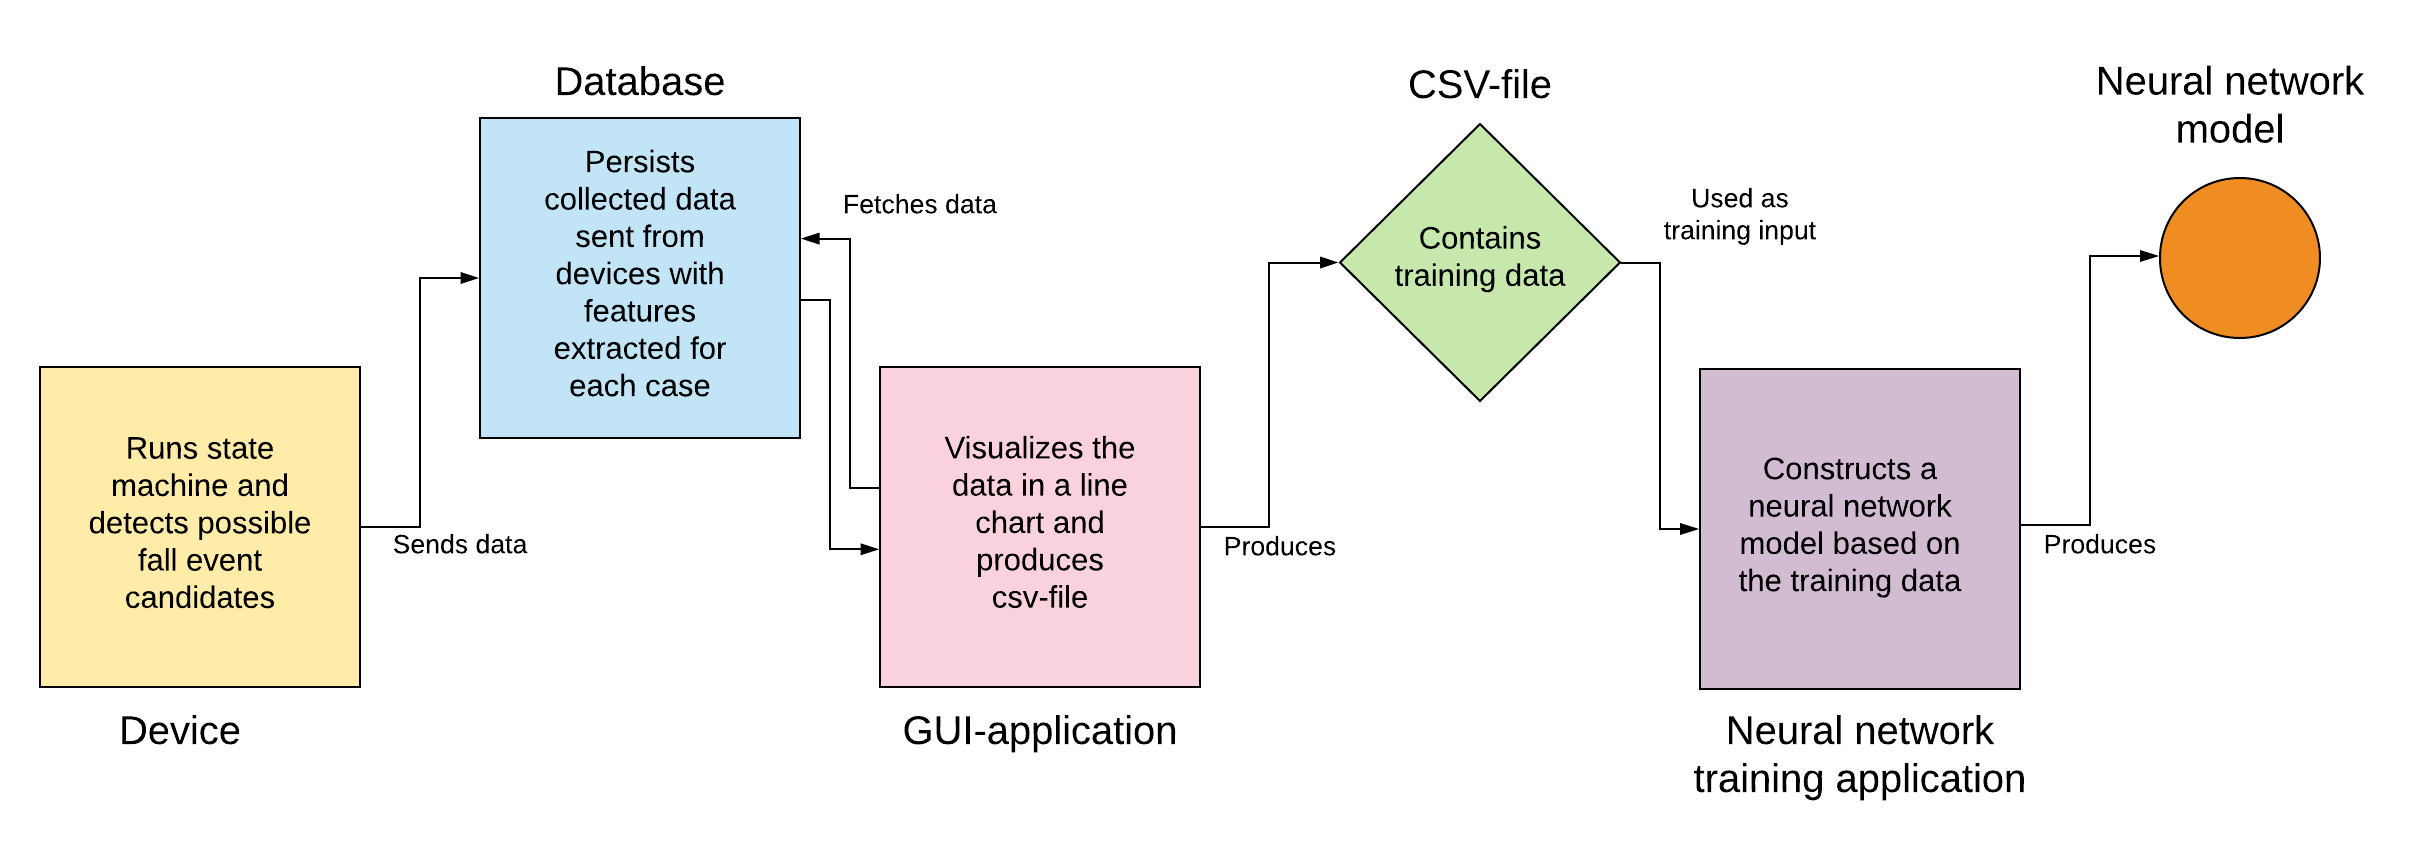 Database
Persists
collected data
sent from
devices with
features
extracted for
each case
Runs state
machine and
detects possible
fall event
candidates
Device
Sends data
Fetches data
Visualizes the
data in a line
chart and
produces
csv-file
GUI-application
Produces
CSV-file
Contains
training data
Used as
training input
Constructs a
neural network
model based on
the training data
Neural network
training application
Produces
Neural network
model